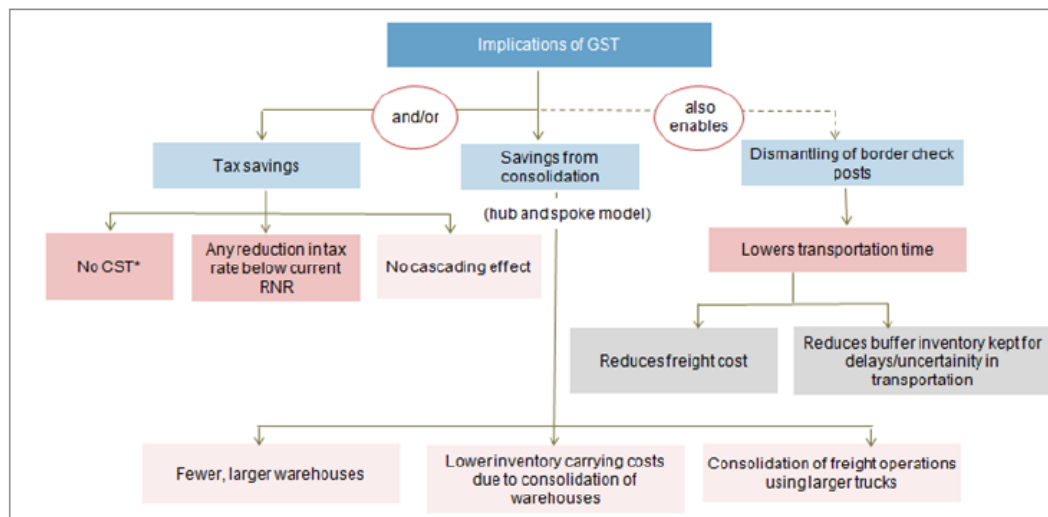 Implications of GST
and/or
also
enables
Tax savings
Savings from
consolidation
Dismantling of border check
posts
(hub and spoke model)
No CST*
Any reduction in tax
rate below current
RNR
No cascading effect
Lowers transportation time
Reduces freight cost
Reduces buffer inventory kept for
delays/uncertainity in
transportation
Fewer, larger warehouses
Lower inventory carrying costs
due to consolidation of
warehouses
Consolidation of freight operations
using larger trucks